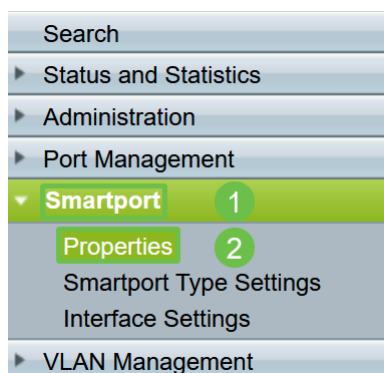 Search
Status and Statistics
Administration
Port Management
Smartport 1
Properties 2
Smartport Type Settings
Interface Settings
VLAN Management